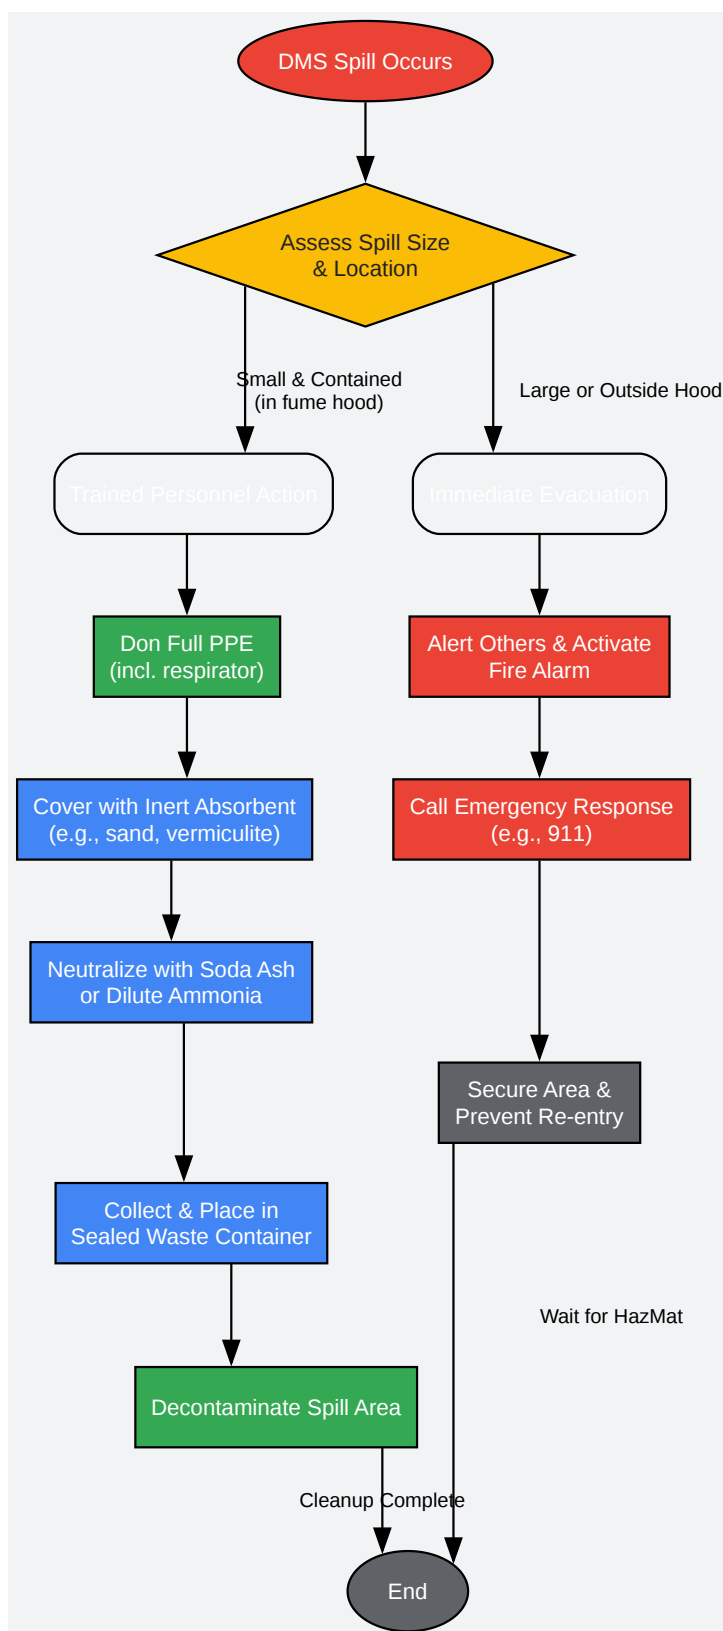 DMS Spill Occurs
Assess Spill Size
& Location
Small & Contained
(in fume hood)
Large or Outside Hood
Trained Personnel Action
Immediate Evacuation
Don Full PPE
(incl. respirator)
Alert Others & Activate
Fire Alarm
Cover with Inert Absorbent
(e.g., sand, vermiculite)
Call Emergency Response
(e.g., 911)
Neutralize with Soda Ash
or Dilute Ammonia
Secure Area &
Prevent Re-entry
Collect & Place in
Sealed Waste Container
Wait for HazMat
Decontaminate Spill Area
Cleanup Complete
End